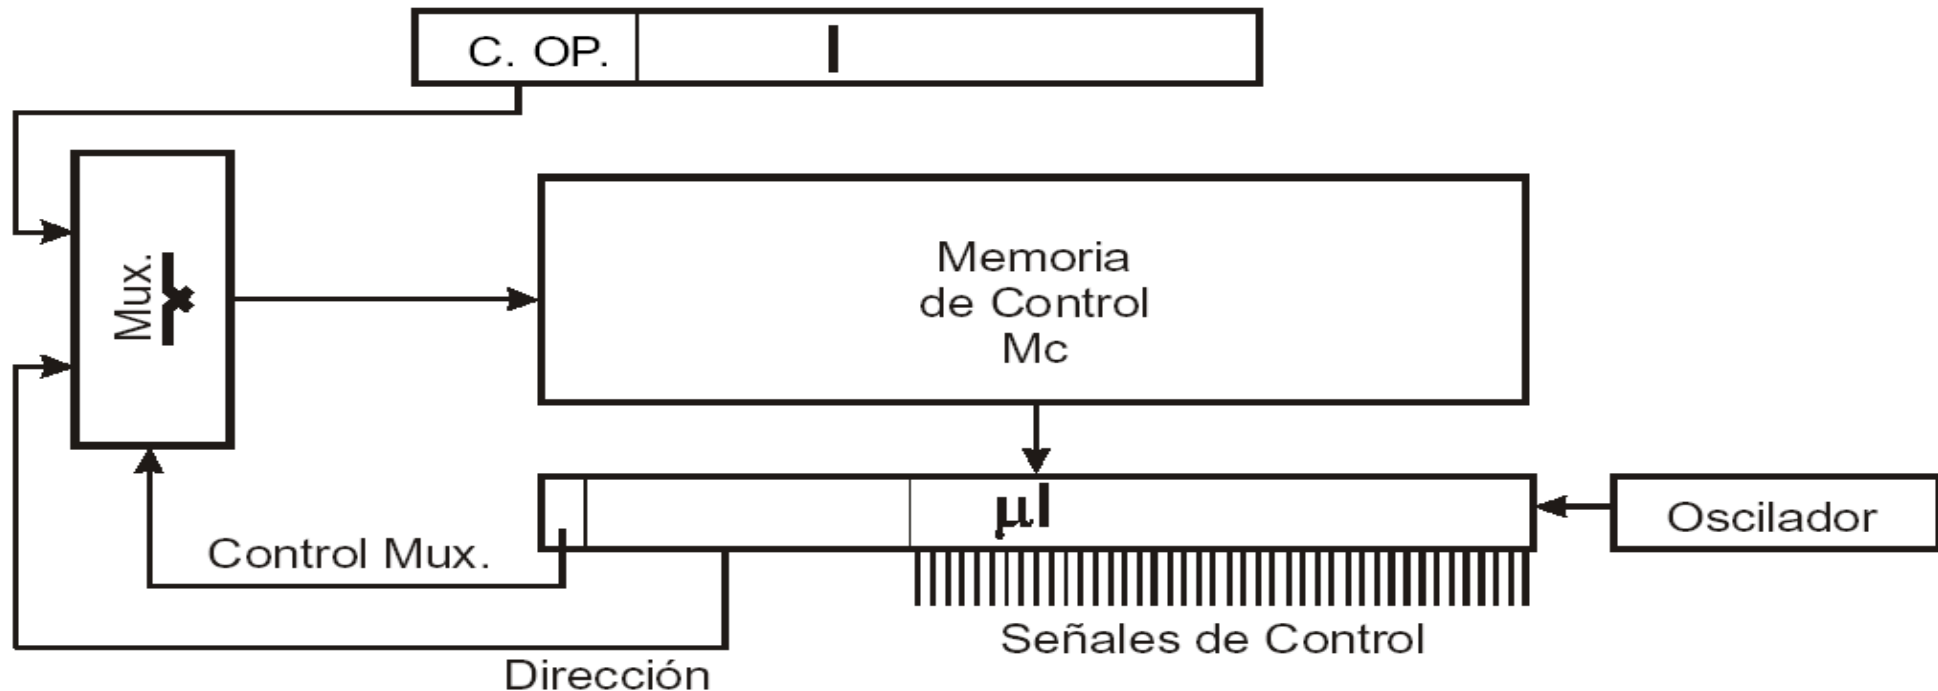 C. OP.
I
Mux.
Memoria
de Control
Mc
μI
Oscilador
Control Mux.
Señales de Control
Dirección